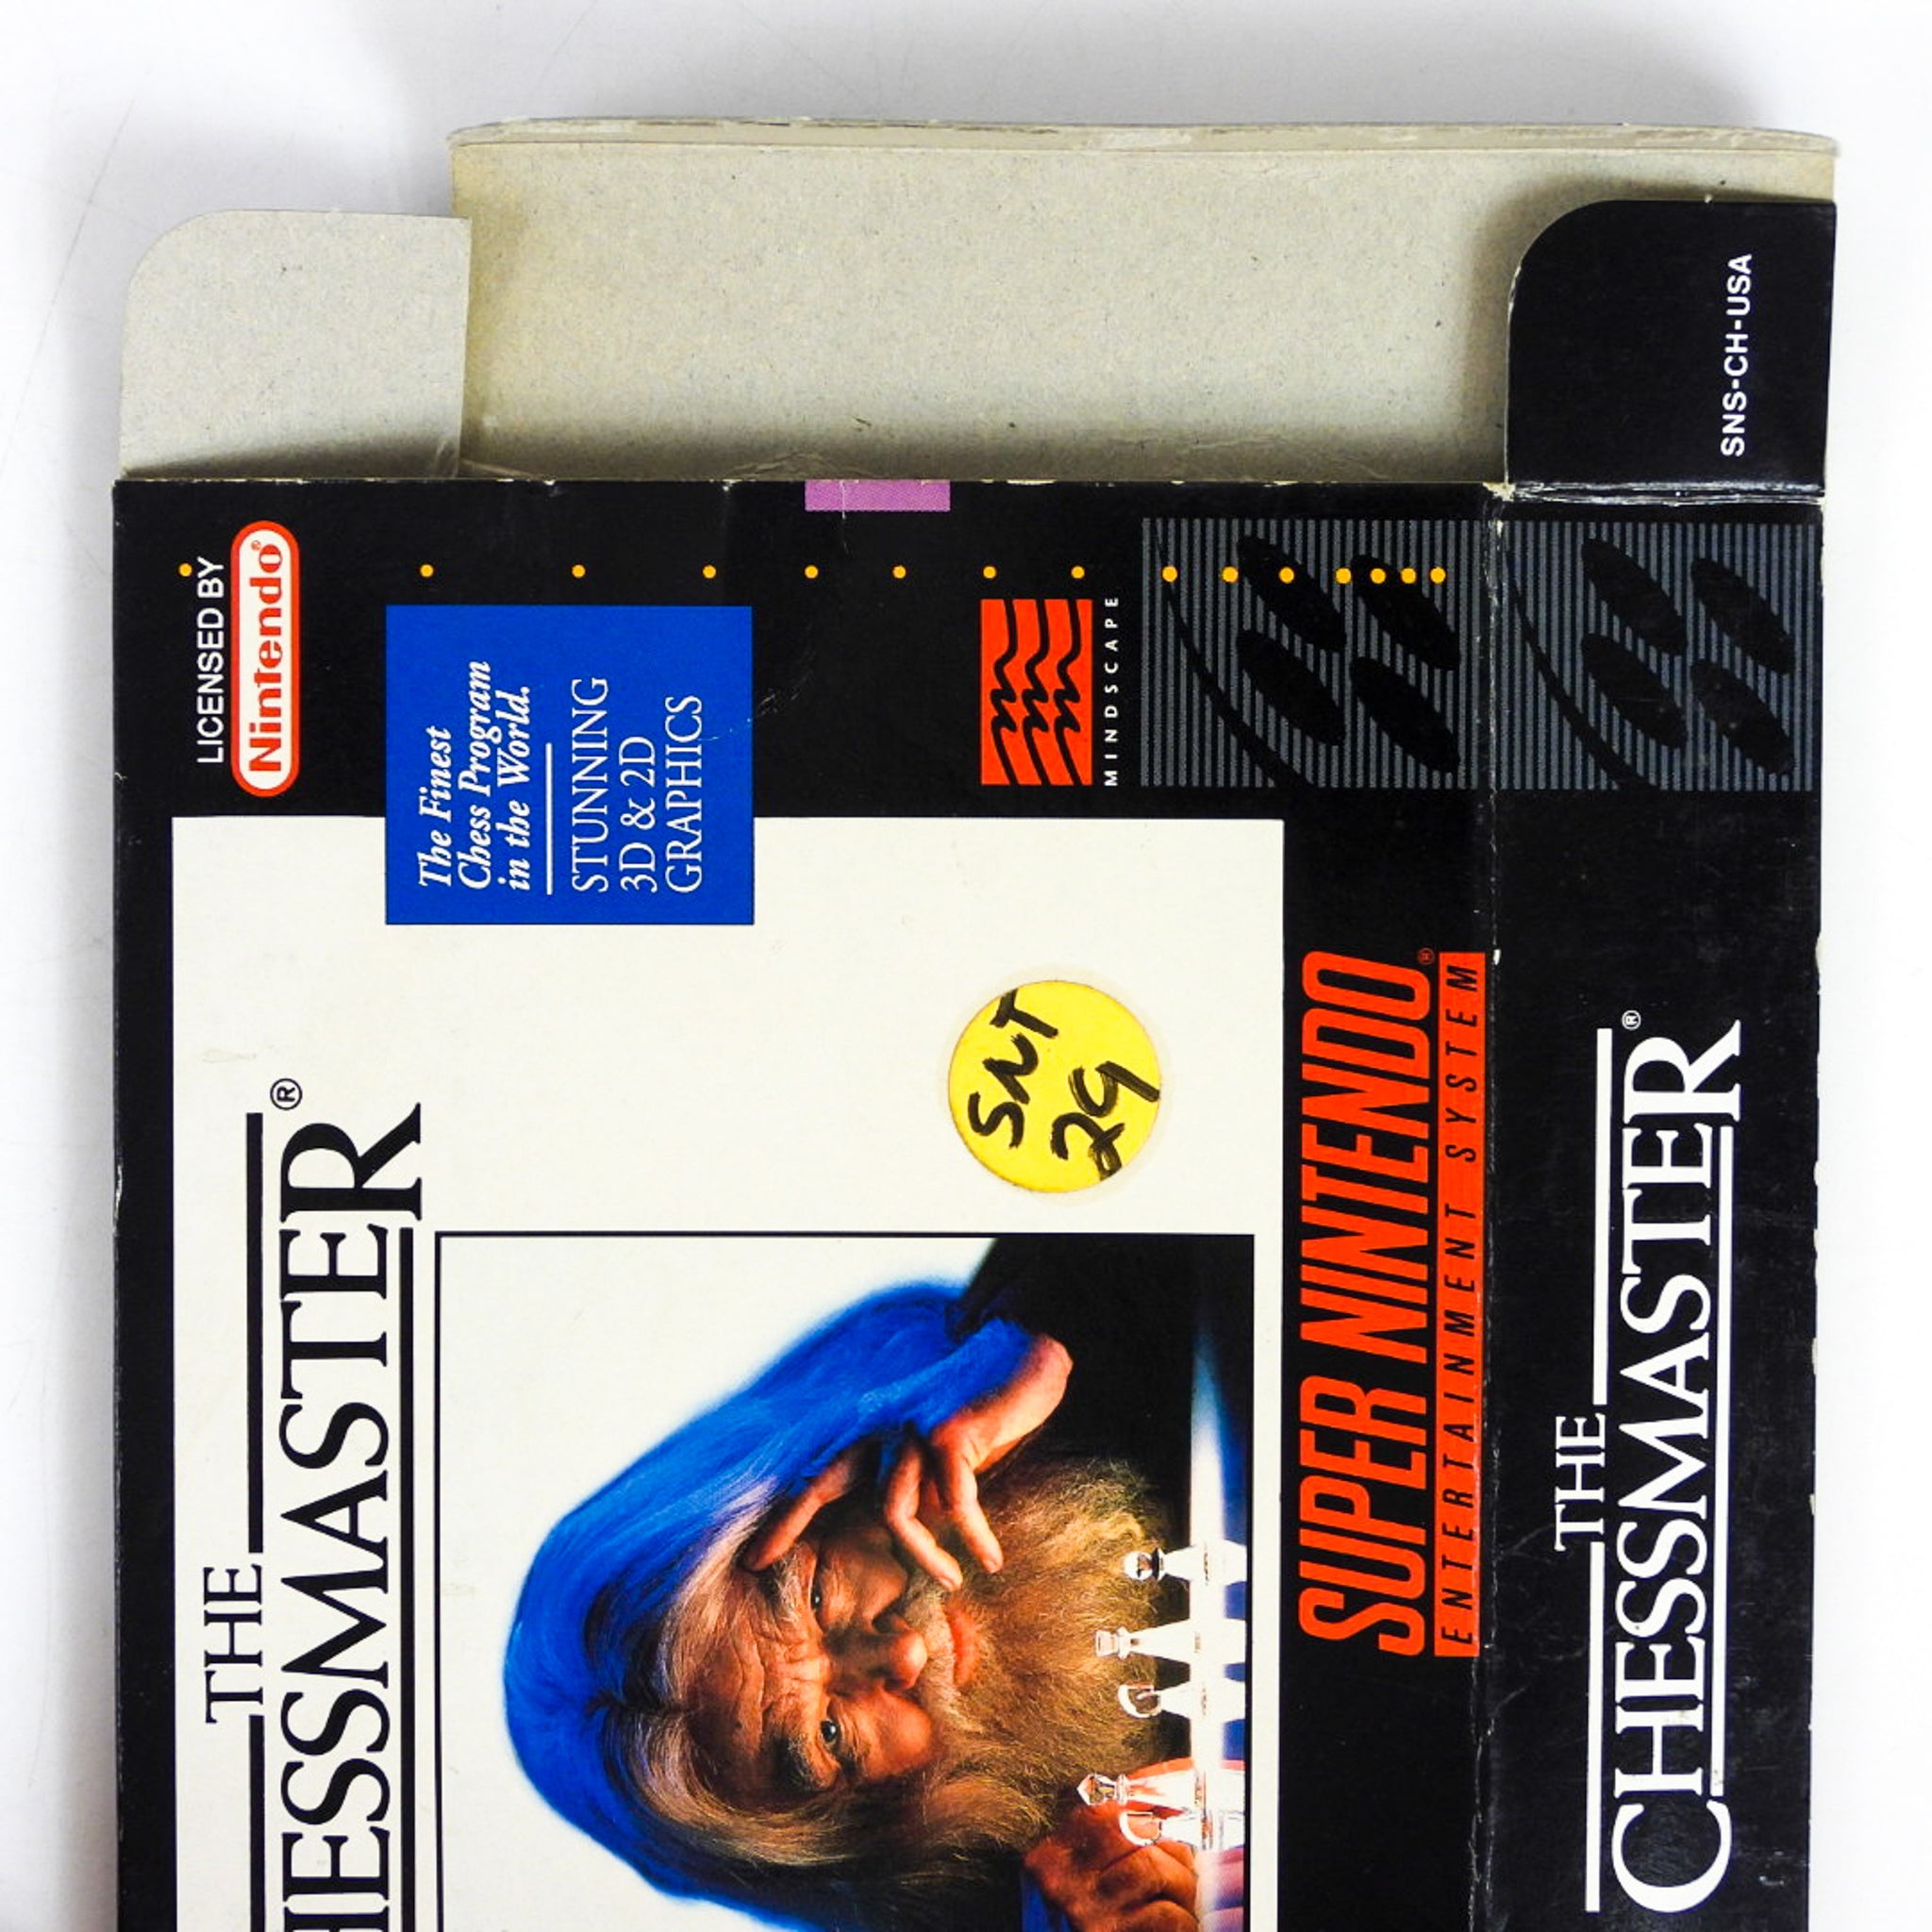 THE
HESSMASTER®
LICENSED BY
Nintendo®
The Finest
Chess Program
in the World.
STUNNING
3D & 2D
GRAPHICS
SNT
29
MINDSCAPE
SUPER NINTENDO®
ENTERTAINMENT SYSTEM
THE
CHESSMASTER®
SNS-CH-USA